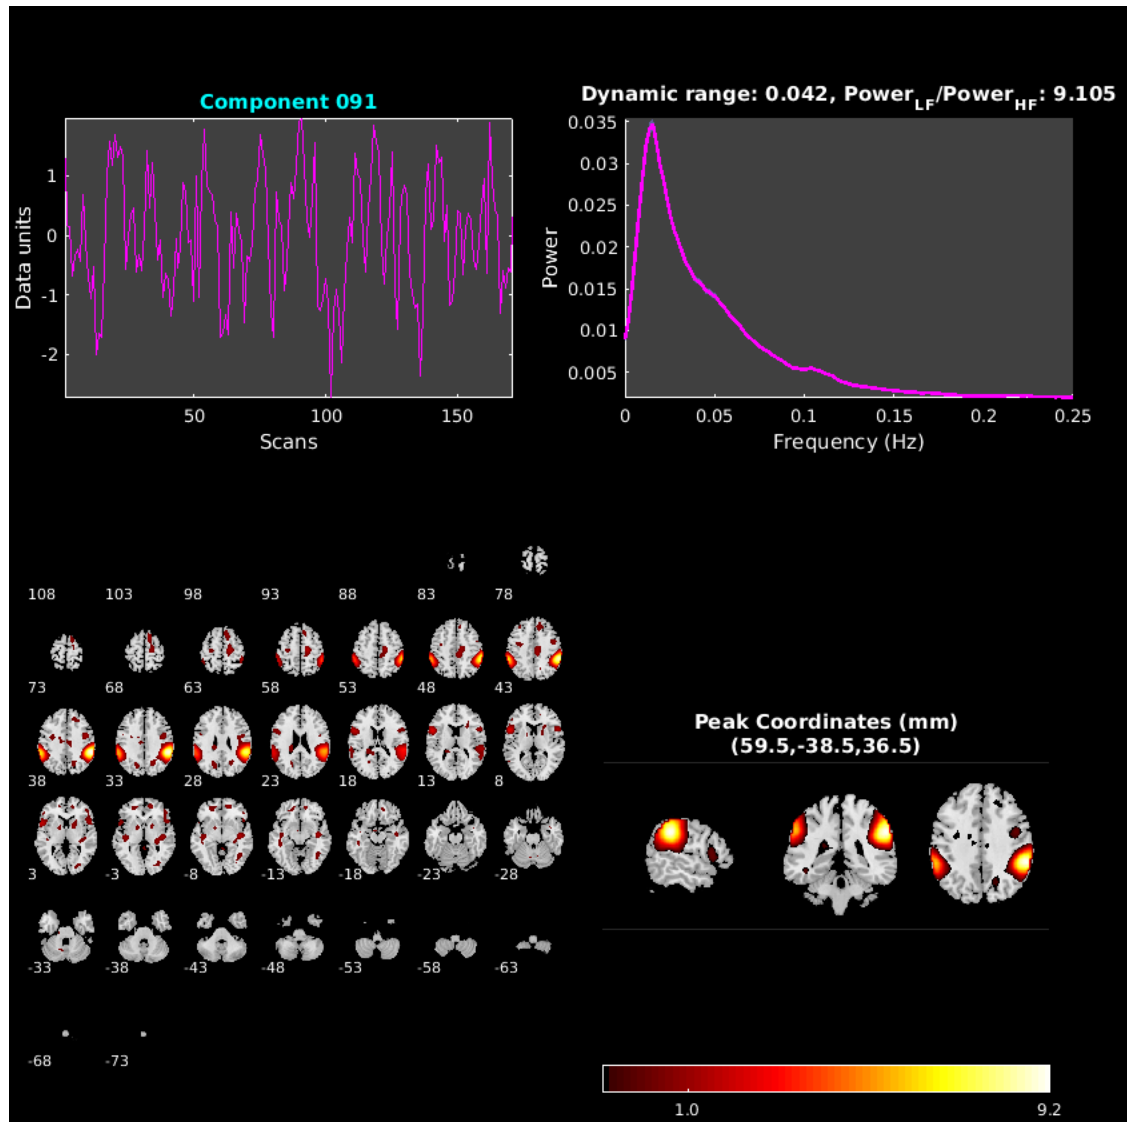 Component 091
Data units
1
0
-1
-2
50
100
150
Scans
Dynamic range: 0.042, Power_LF/Power_HF: 9.105
Power
0.035
0.03
0.025
0.02
0.015
0.01
0.005
0
0.05
0.1
0.15
0.2
0.25
Frequency (Hz)
108 103 98 93 88 83 78
73 68 63 58 53 48 43
38 33 28 23 18 13 8
3 -3 -8 -13 -18 -23 -28
-33 -38 -43 -48 -53 -58 -63
-68 -73
Peak Coordinates (mm)
(59.5,-38.5,36.5)
1.0 9.2